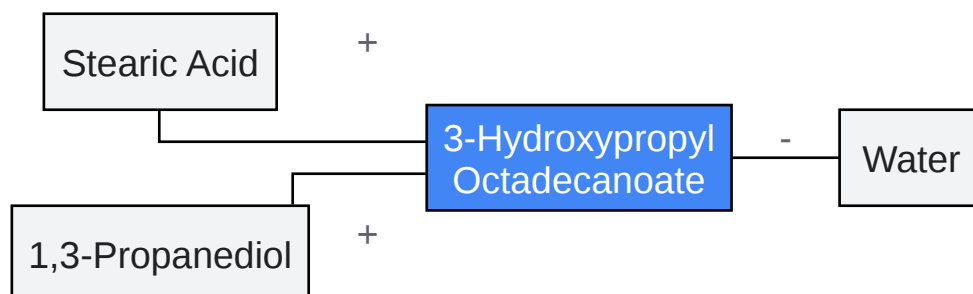 Stearic Acid
+
3-Hydroxypropyl
Octadecanoate
-
Water
1,3-Propanediol
+